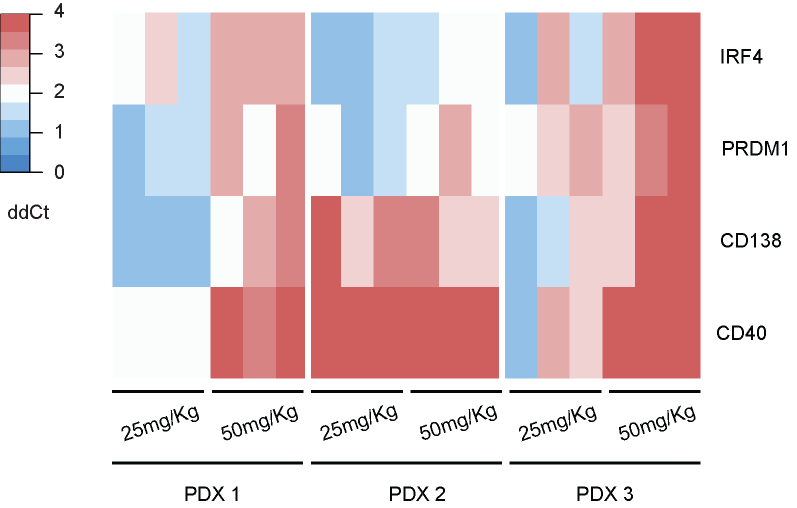 4
3
2
1
0
ddCt
IRF4
PRDM1
CD138
CD40
25mg/Kg 50mg/Kg 25mg/Kg 50mg/Kg 25mg/Kg 50mg/Kg
PDX 1 PDX 2 PDX 3